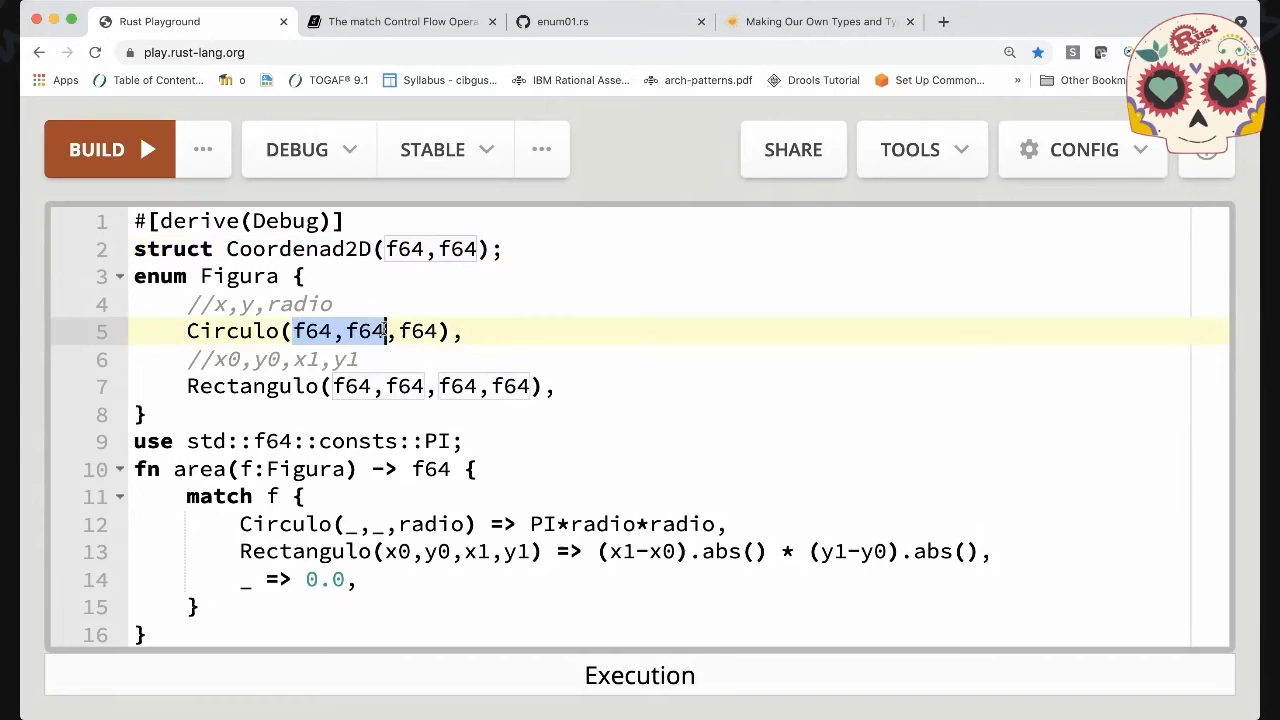 Rust Playground
The match Control Flow Opera
enum01.rs
Making Our Own Types and Ty
play.rust-lang.org
S
Apps
Table of Content...
o
TOGAF® 9.1
Syllabus - cibgus...
IBM Rational Asse...
arch-patterns.pdf
Drools Tutorial
Set Up Common...
»
Other Bookm
Rust
BUILD
DEBUG
STABLE
SHARE
TOOLS
CONFIG
1 #[derive(Debug)]
2 struct Coordenad2D(f64,f64);
3 enum Figura {
4 //x,y,radio
5 Circulo(f64,f64,f64),
6 //x0,y0,x1,y1
7 Rectangulo(f64,f64,f64,f64),
8 }
9 use std::f64::consts::PI;
10 fn area(f:Figura) -> f64 {
11 match f {
12 Circulo(_,_,radio) => PI*radio*radio,
13 Rectangulo(x0,y0,x1,y1) => (x1-x0).abs() * (y1-y0).abs(),
14 _ => 0.0,
15 }
16 }
Execution